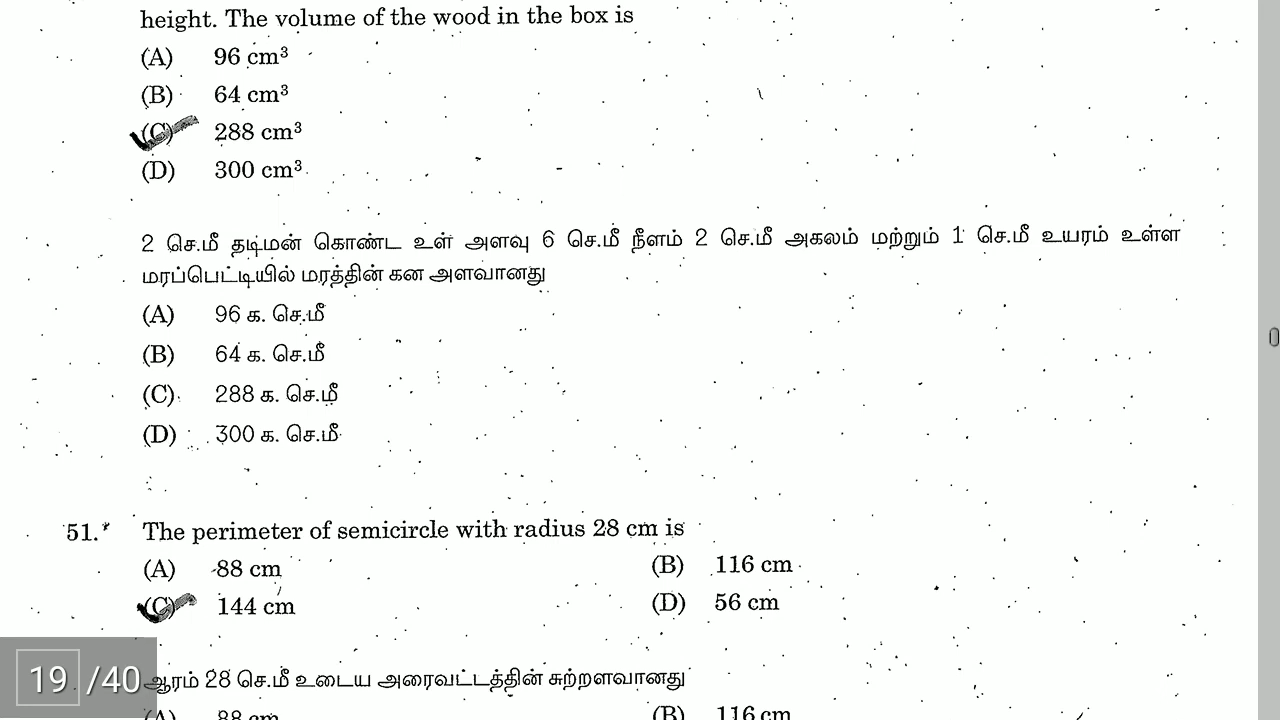 height. The volume of the wood in the box is
(A) 96 cm³
(B) 64 cm³
(C) 288 cm³
(D) 300 cm³
2 செ.மீ தடிமன் கொண்ட உள் அளவு 6 செ.மீ நீளம் 2 செ.மீ அகலம் மற்றும் 1 செ.மீ உயரம் உள்ள
மரப்பெட்டியில் மரத்தின் கன அளவானது
(A) 96 க. செ.மீ
(B) 64 க. செ.மீ
(C) 288 க. செ.மீ
(D) 300 க. செ.மீ
51.* The perimeter of semicircle with radius 28 cm is
(A) 88 cm (B) 116 cm
(C) 144 cm (D) 56 cm
ஆரம் 28 செ.மீ உடைய அரைவட்டத்தின் சுற்றளவானது
(A) 88 cm (B) 116 cm
19 /40